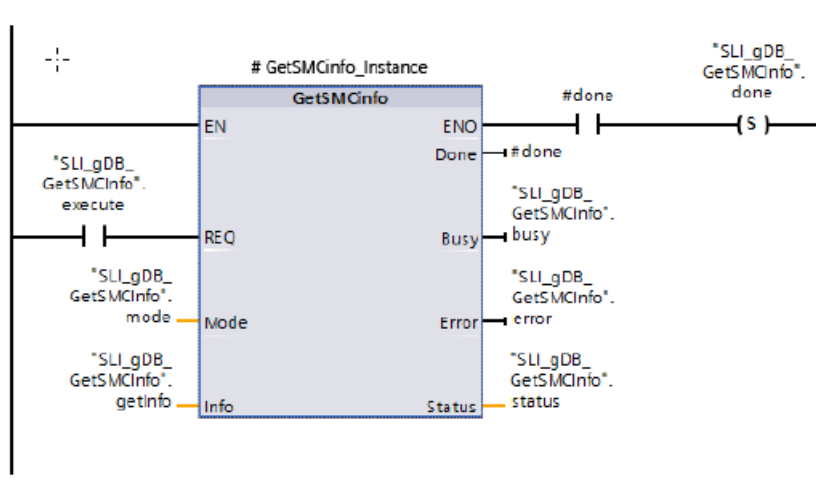 "SLI_gDB_
GetSMCInfo".
done
# GetSMCinfo_Instance
#done
GetSMCinfo
( S )
EN
ENO
Done
#done
"SLI_gDB_
GetSMCInfo".
execute
"SLI_gDB_
GetSMCInfo".
busy
REQ
Busy
"SLI_gDB_
GetSMCInfo".
mode
"SLI_gDB_
GetSMCInfo".
error
Mode
Error
"SLI_gDB_
GetSMCInfo".
getInfo
"SLI_gDB_
GetSMCInfo".
status
Info
Status